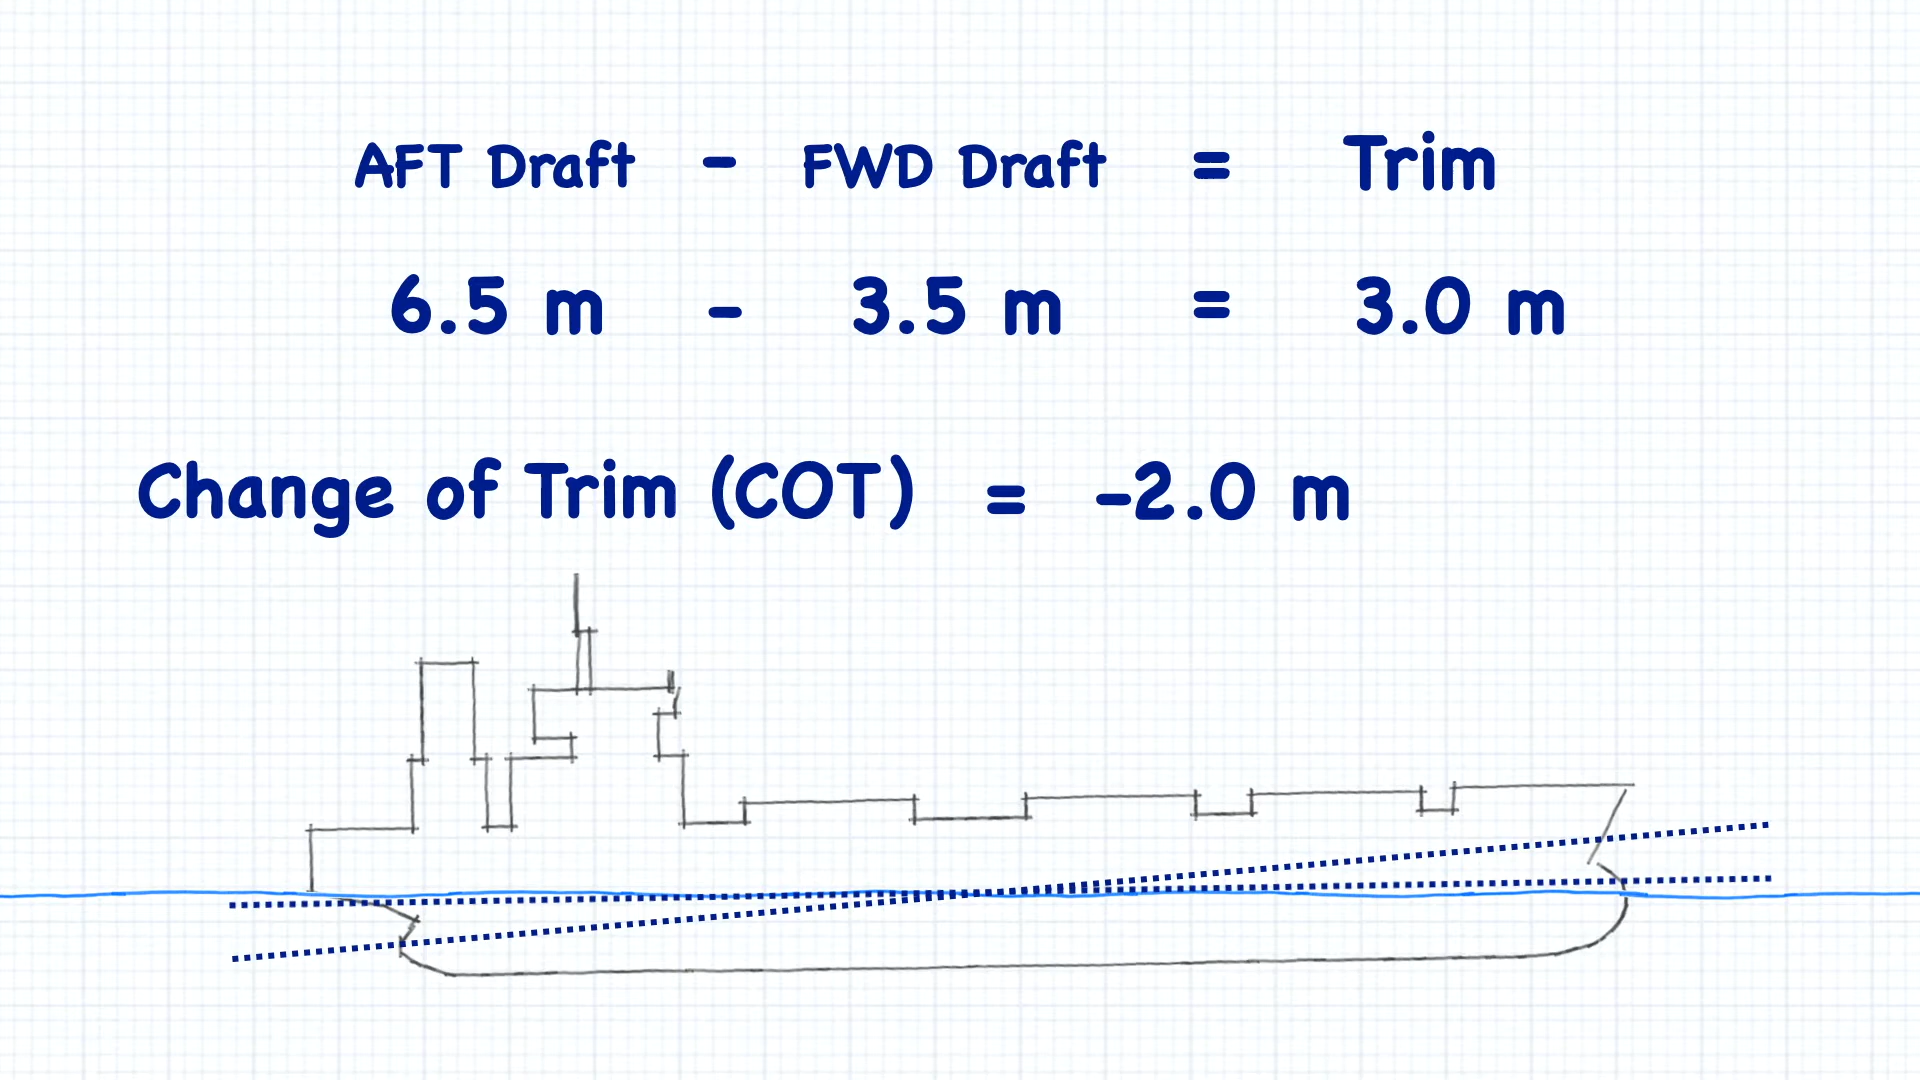 AFT Draft - FWD Draft = Trim
6.5 m - 3.5 m = 3.0 m
Change of Trim (COT) = -2.0 m